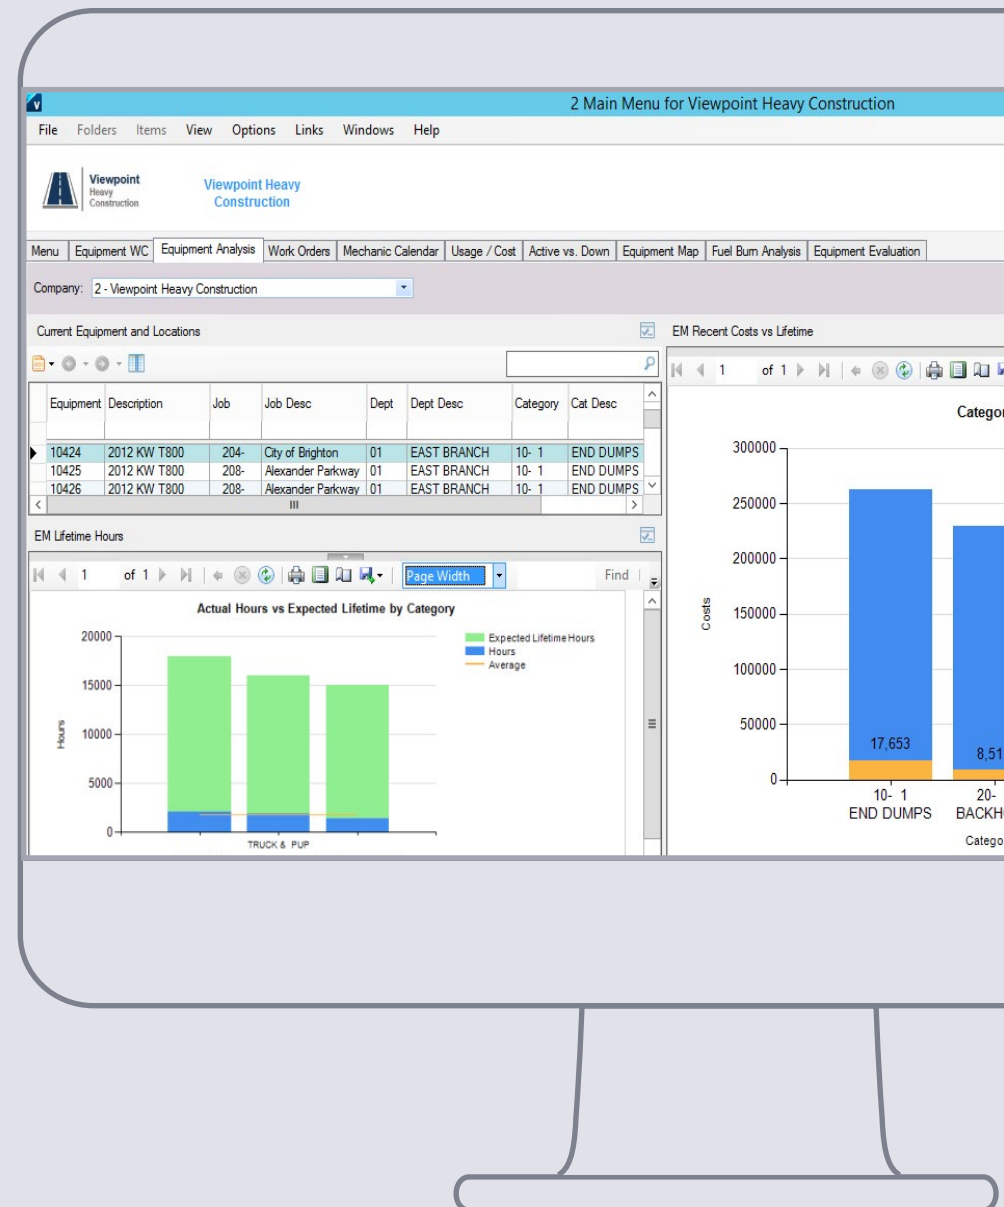 2 Main Menu for Viewpoint Heavy Construction
File Folders Items View Options Links Windows Help
Viewpoint
Heavy
Construction
Viewpoint Heavy
Construction
Menu Equipment WC Equipment Analysis Work Orders Mechanic Calendar Usage / Cost Active vs. Down Equipment Map Fuel Burn Analysis Equipment Evaluation
Company: 2 - Viewpoint Heavy Construction
Current Equipment and Locations
Equipment Description Job Job Desc Dept Dept Desc Category Cat Desc
10424 2012 KW T800 204- City of Brighton 01 EAST BRANCH 10- 1 END DUMPS
10425 2012 KW T800 208- Alexander Parkway 01 EAST BRANCH 10- 1 END DUMPS
10426 2012 KW T800 208- Alexander Parkway 01 EAST BRANCH 10- 1 END DUMPS
EM Lifetime Hours
1 of 1 Page Width Find
Actual Hours vs Expected Lifetime by Category
Expected Lifetime Hours
Hours
Average
20000
15000
10000
5000
0
Hours
TRUCK & PUP
EM Recent Costs vs Lifetime
1 of 1
Categor
300000
250000
200000
150000
100000
50000
0
Costs
17,653
8,51
10- 1
END DUMPS
20-
BACKH
Catego